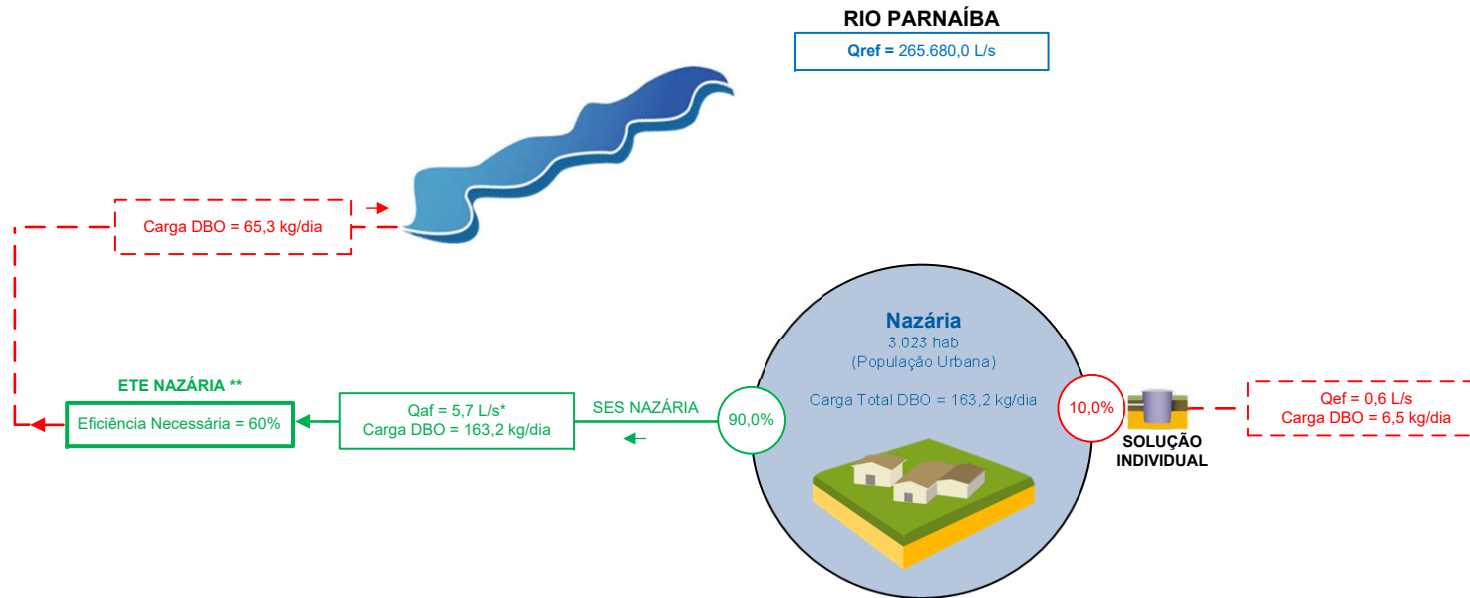 RIO PARNAÍBA
Qref = 265.680,0 L/s
Carga DBO = 65,3 kg/dia
Nazária
3.023 hab
(População Urbana)
Carga Total DBO = 163,2 kg/dia
ETE NAZÁRIA **
Eficiência Necessária = 60%
Qaf = 5,7 L/s*
Carga DBO = 163,2 kg/dia
SES NAZÁRIA
90,0%
10,0%
SOLUÇÃO
INDIVIDUAL
Qef = 0,6 L/s
Carga DBO = 6,5 kg/dia